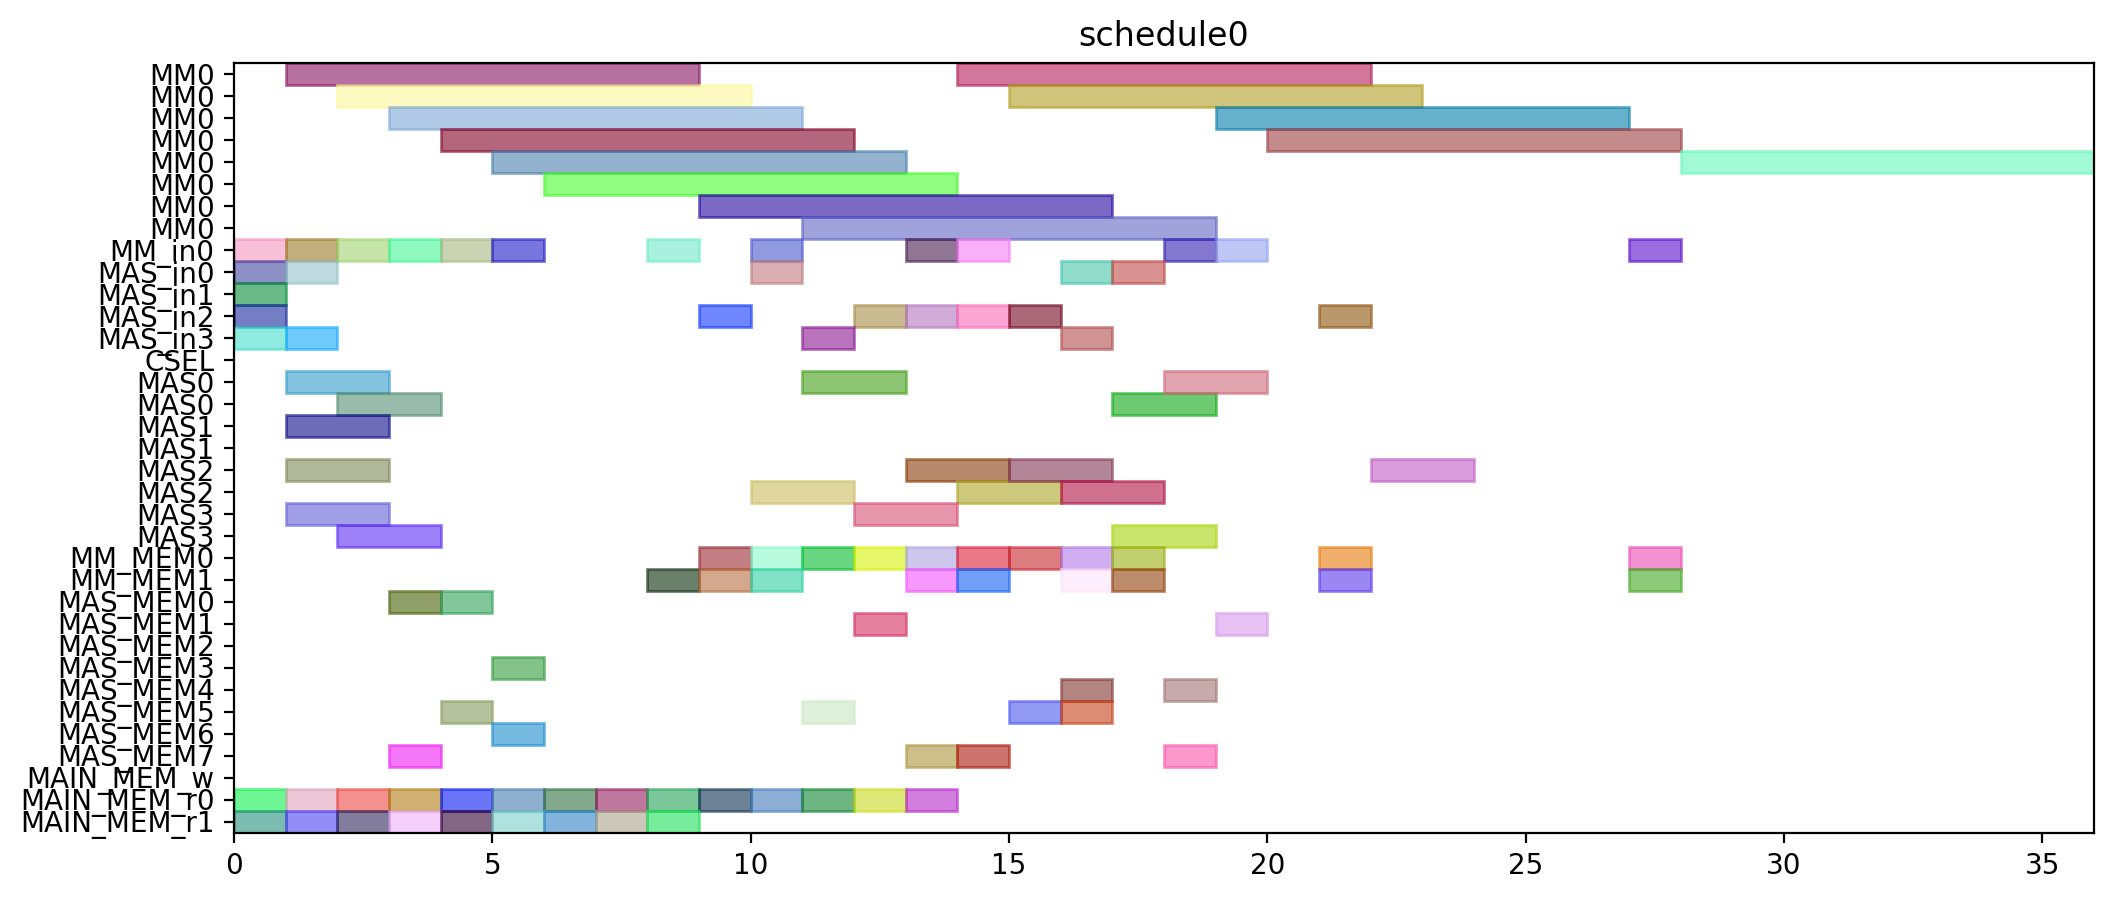 schedule0
MM0
MM0
MM0
MM0
MM0
MM0
MM0
MM0
MM_in0
MAS_in0
MAS_in1
MAS_in2
MAS_in3
CSEL
MAS0
MAS0
MAS1
MAS1
MAS2
MAS2
MAS3
MAS3
MM_MEM0
MM_MEM1
MAS_MEM0
MAS_MEM1
MAS_MEM2
MAS_MEM3
MAS_MEM4
MAS_MEM5
MAS_MEM6
MAS_MEM7
MAIN_MEM_w
MAIN_MEM_r0
MAIN_MEM_r1
0 5 10 15 20 25 30 35